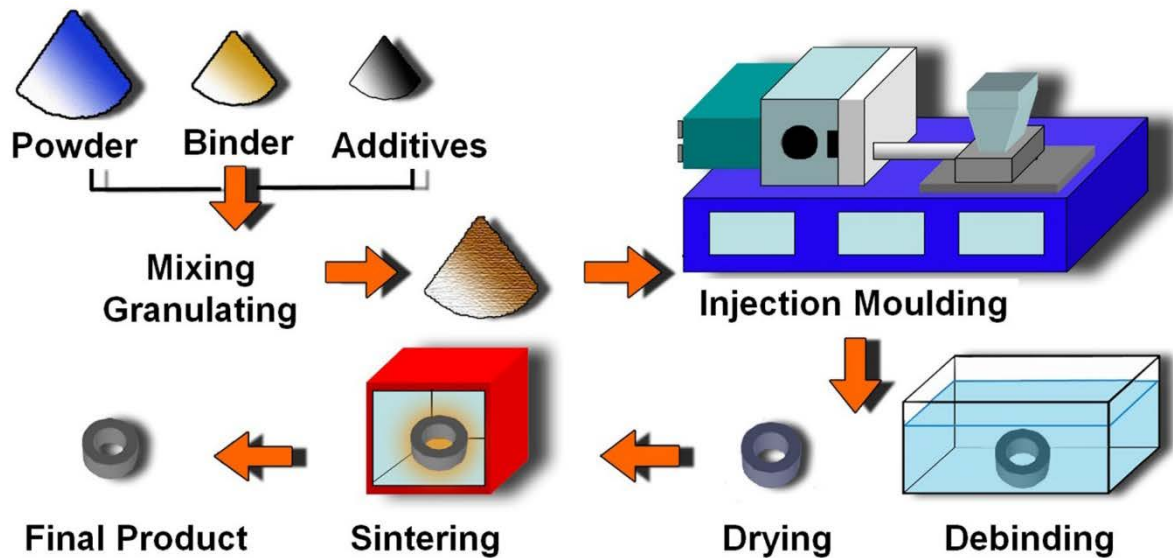 Powder
Binder
Additives
Mixing
Granulating
Injection Moulding
Debinding
Drying
Sintering
Final Product